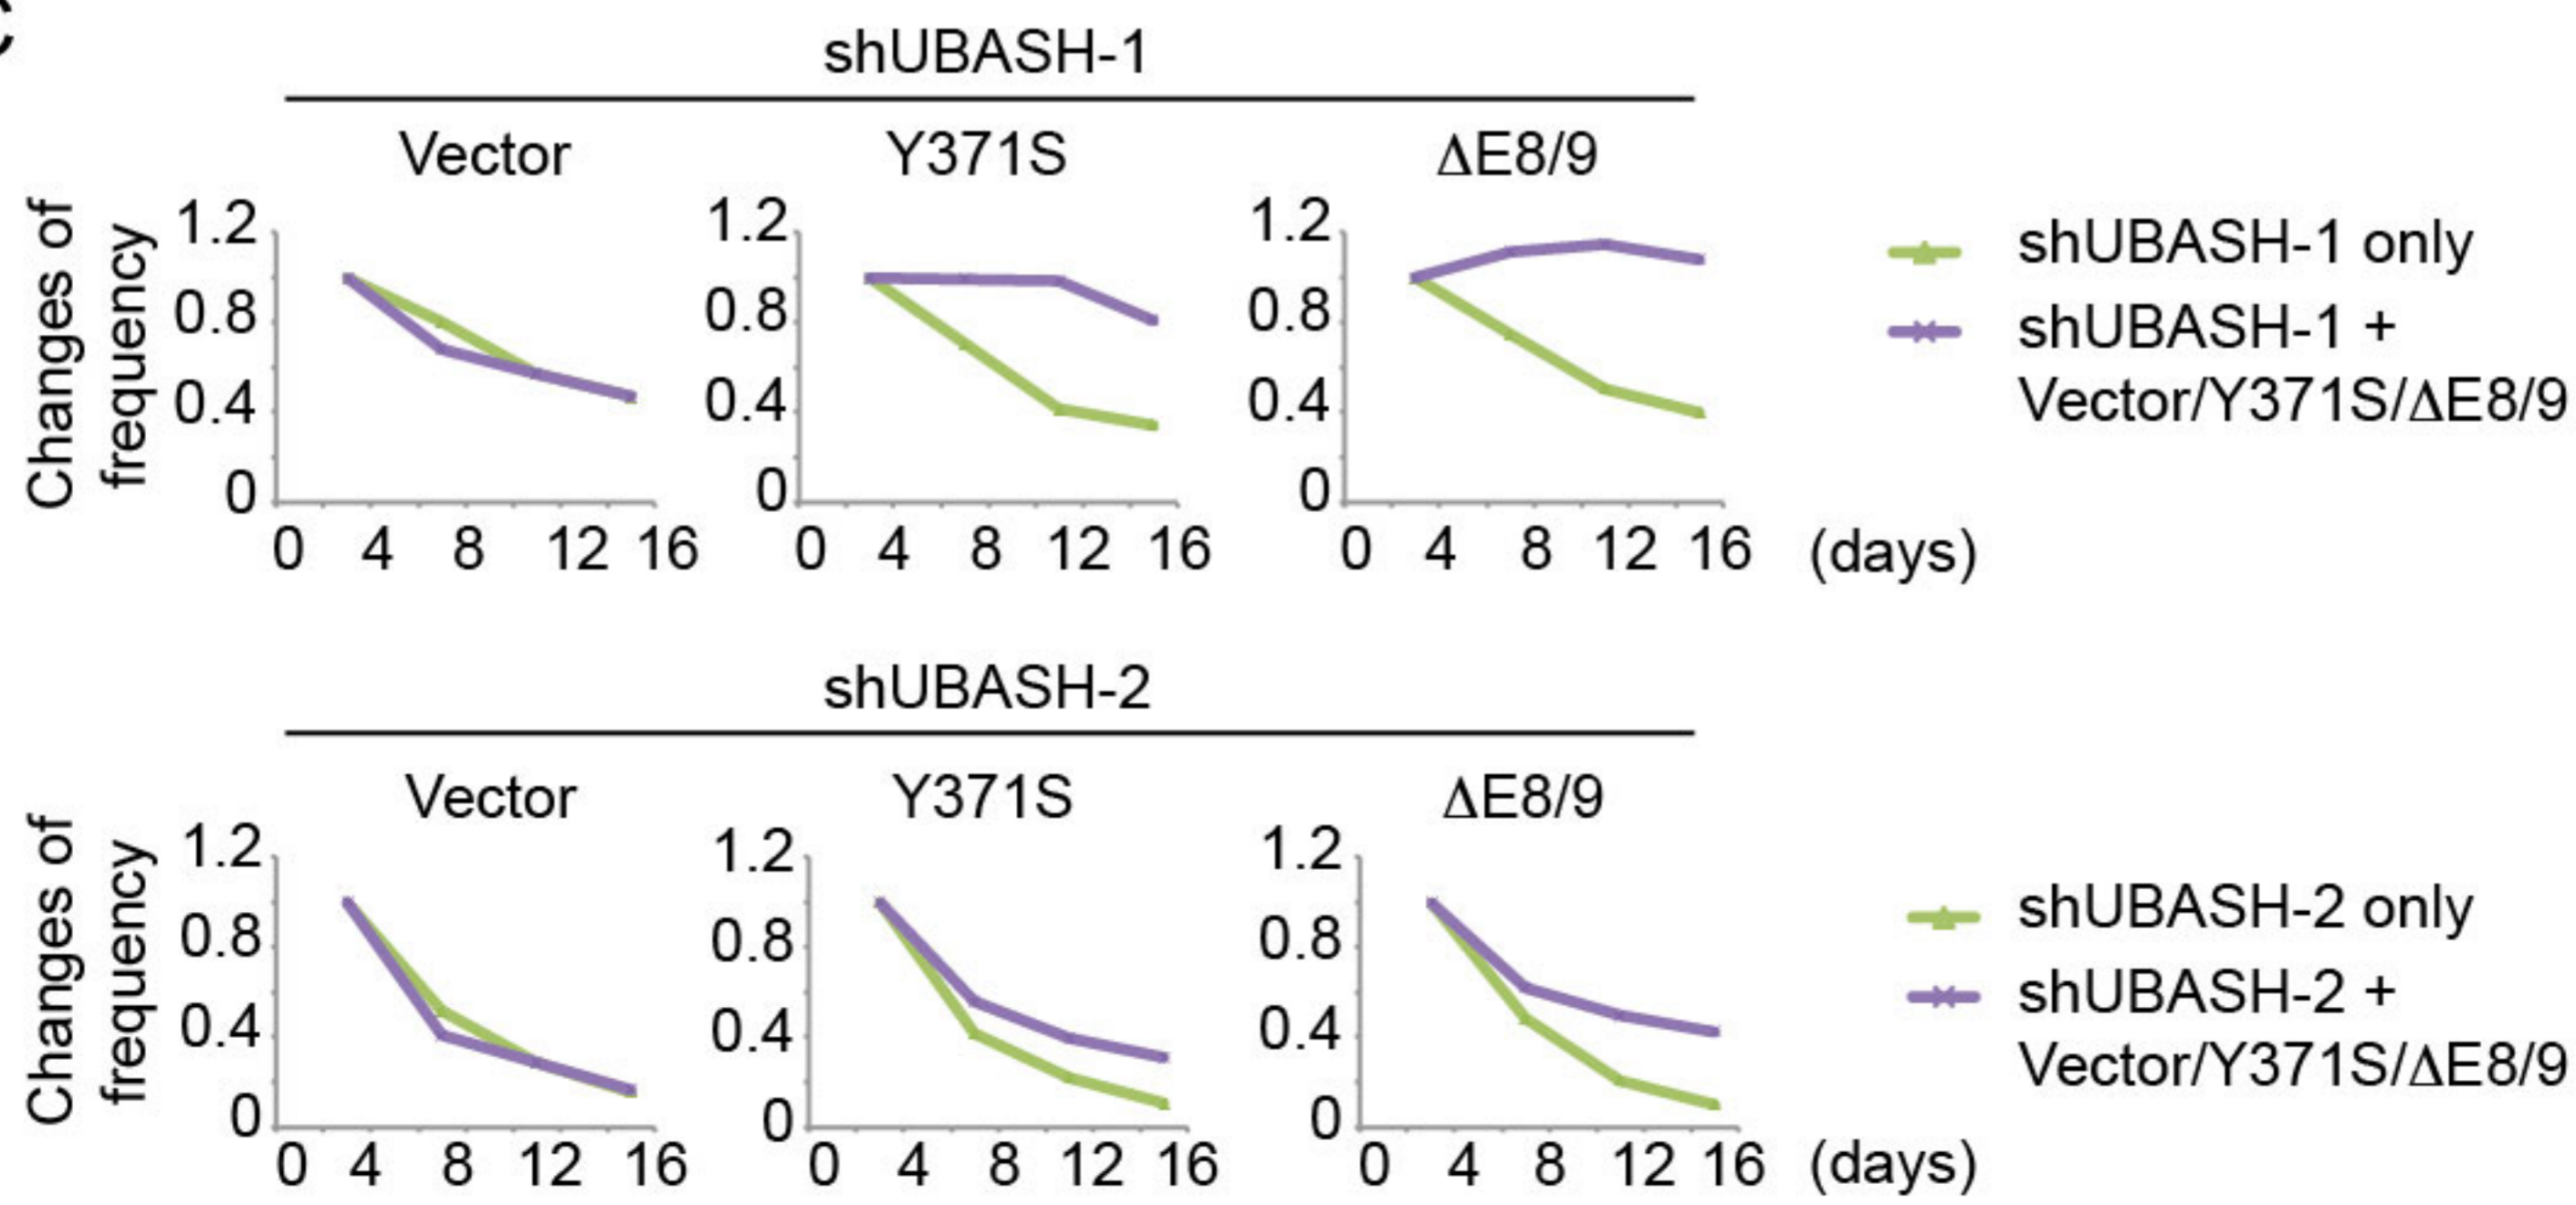 C
shUBASH-1
Vector
Y371S
ΔE8/9
Changes of
frequency
1.2
0.8
0.4
0
0 4 8 12 16
1.2
0.8
0.4
0
0 4 8 12 16
1.2
0.8
0.4
0
0 4 8 12 16
(days)
shUBASH-1 only
shUBASH-1 +
Vector/Y371S/ΔE8/9
shUBASH-2
Vector
Y371S
ΔE8/9
Changes of
frequency
1.2
0.8
0.4
0
0 4 8 12 16
1.2
0.8
0.4
0
0 4 8 12 16
1.2
0.8
0.4
0
0 4 8 12 16
(days)
shUBASH-2 only
shUBASH-2 +
Vector/Y371S/ΔE8/9